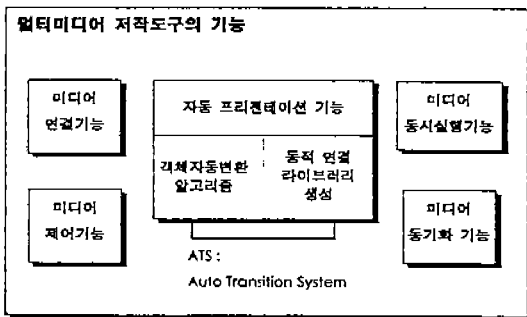 멀티미디어 저작도구의 기능
미디어
연결기능
자동 프리젠테이션 기능
미디어
동시실행기능
객체자동변환
알고리즘
동적 연결
라이브러리
생성
미디어
제어기능
미디어
동기화 기능
ATS :
Auto Transition System